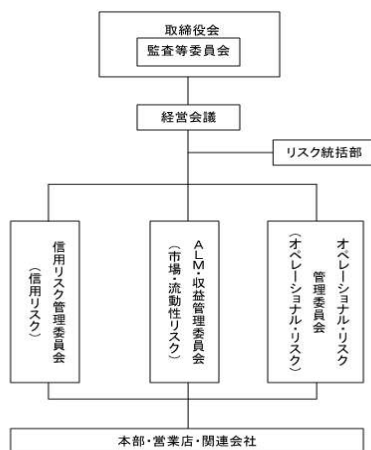 取締役会
監査等委員会
経営会議
リスク統括部
信用リスク管理委員会
(信用リスク)
ALM・収益管理委員会
(市場・流動性リスク)
オペレーショナル・リスク
管理委員会
(オペレーショナル・リスク)
本部・営業店・関連会社